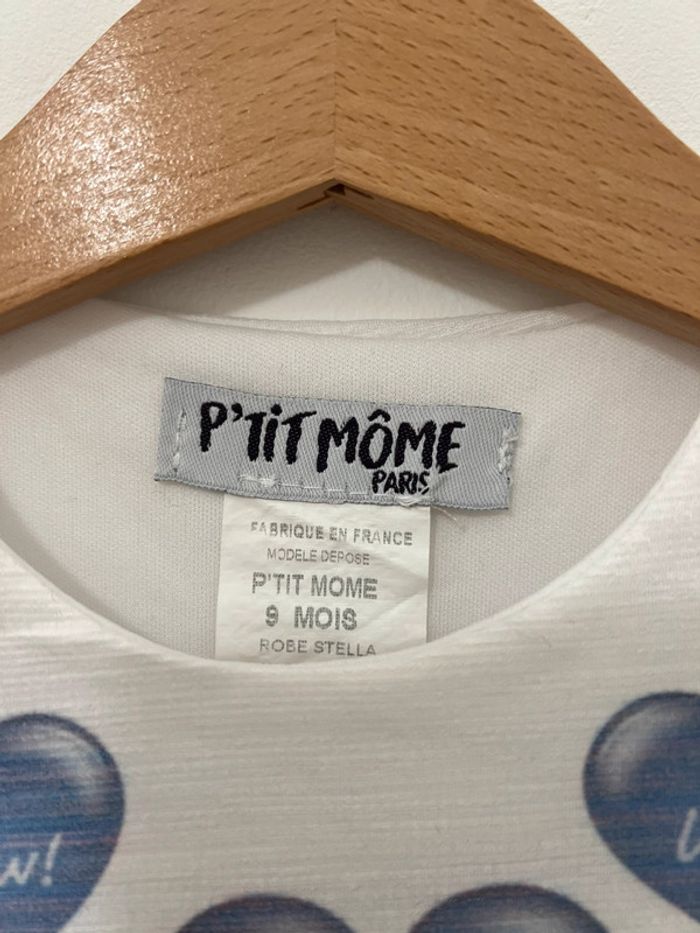 P'TiT MÔME
PARIS
FABRIQUE EN FRANCE
MODELE DEPOSE
P'TIT MOME
9 MOIS
ROBE STELLA